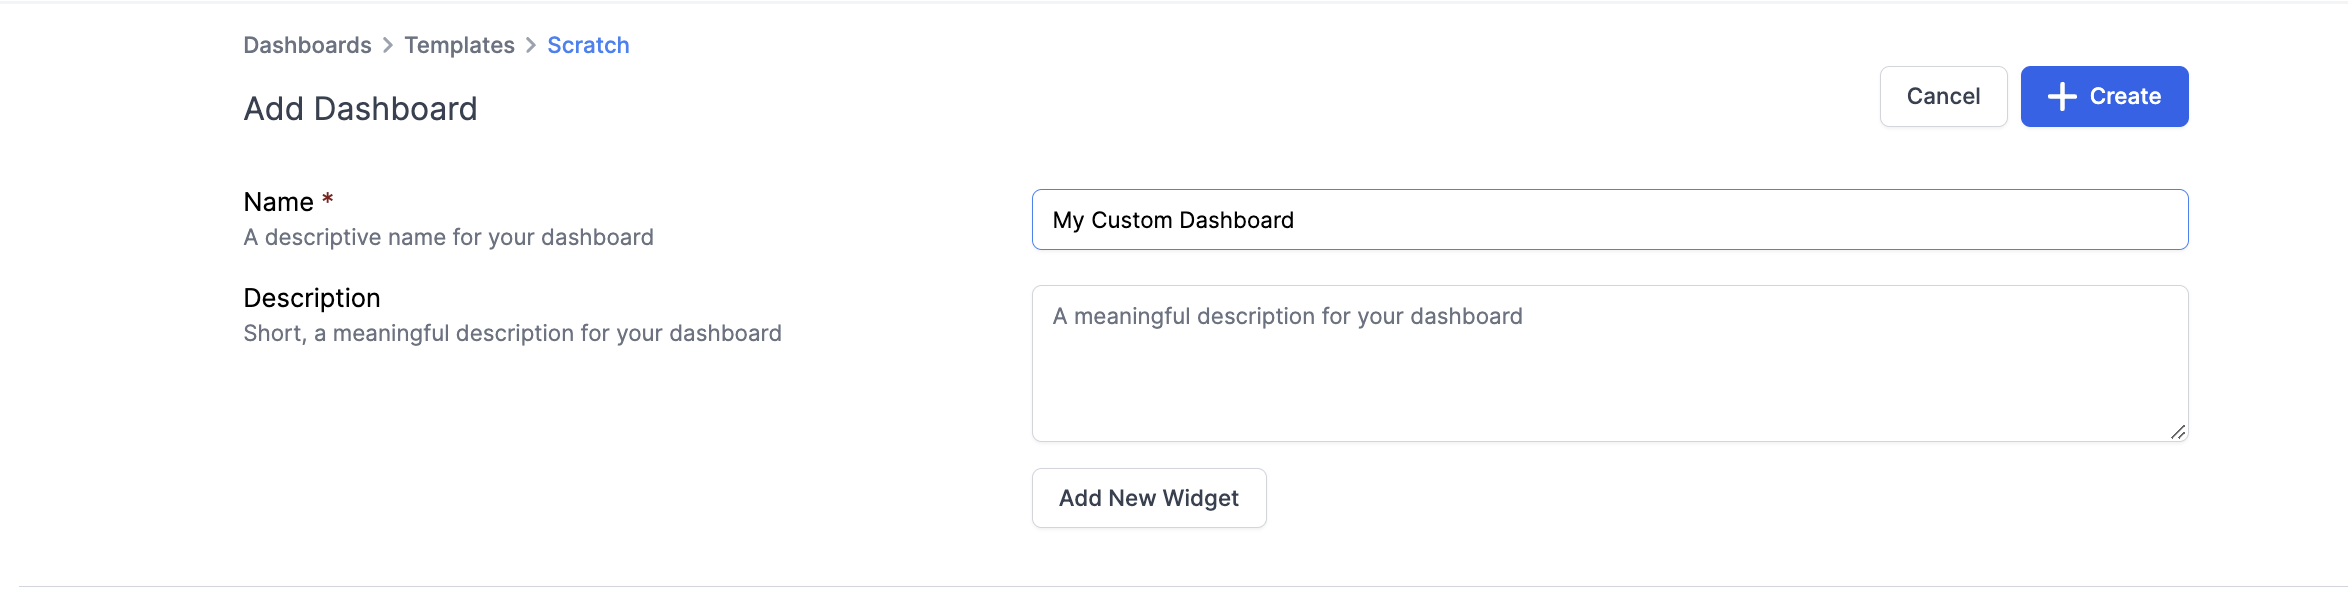 Dashboards > Templates > Scratch
Add Dashboard
Cancel
Create
Name *
A descriptive name for your dashboard
My Custom Dashboard
Description
Short, a meaningful description for your dashboard
A meaningful description for your dashboard
Add New Widget